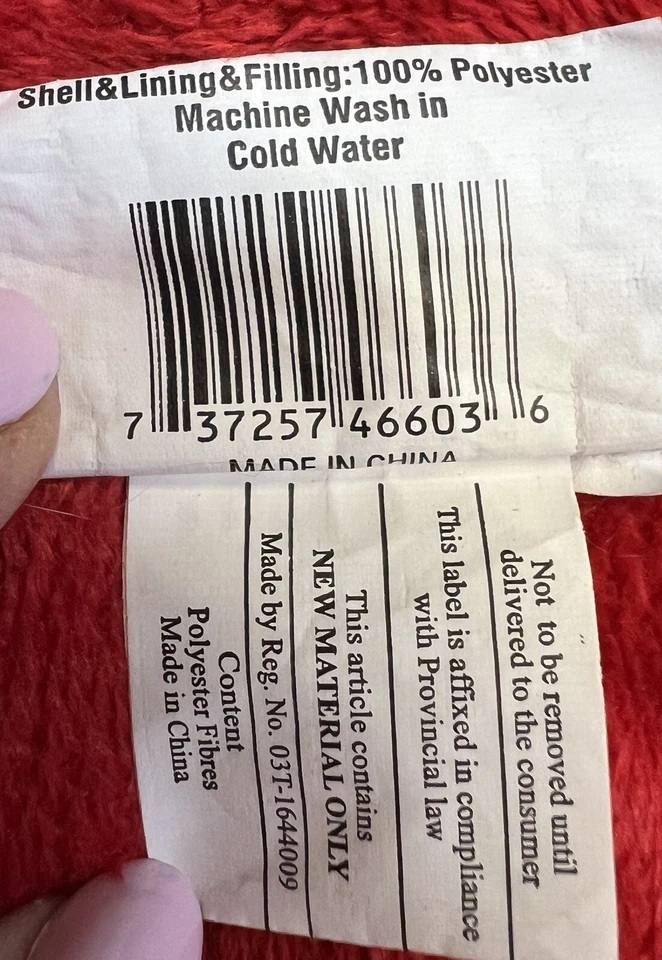 Shell&Lining&Filling:100% Polyester
Machine Wash in
Cold Water
7 37257 46603 6
MADE IN CHINA
Not to be removed until
delivered to the consumer
This label is affixed in compliance
with Provincial law
This article contains
NEW MATERIAL ONLY
Made by Reg. No. 03T-1644009
Content
Polyester Fibres
Made in China